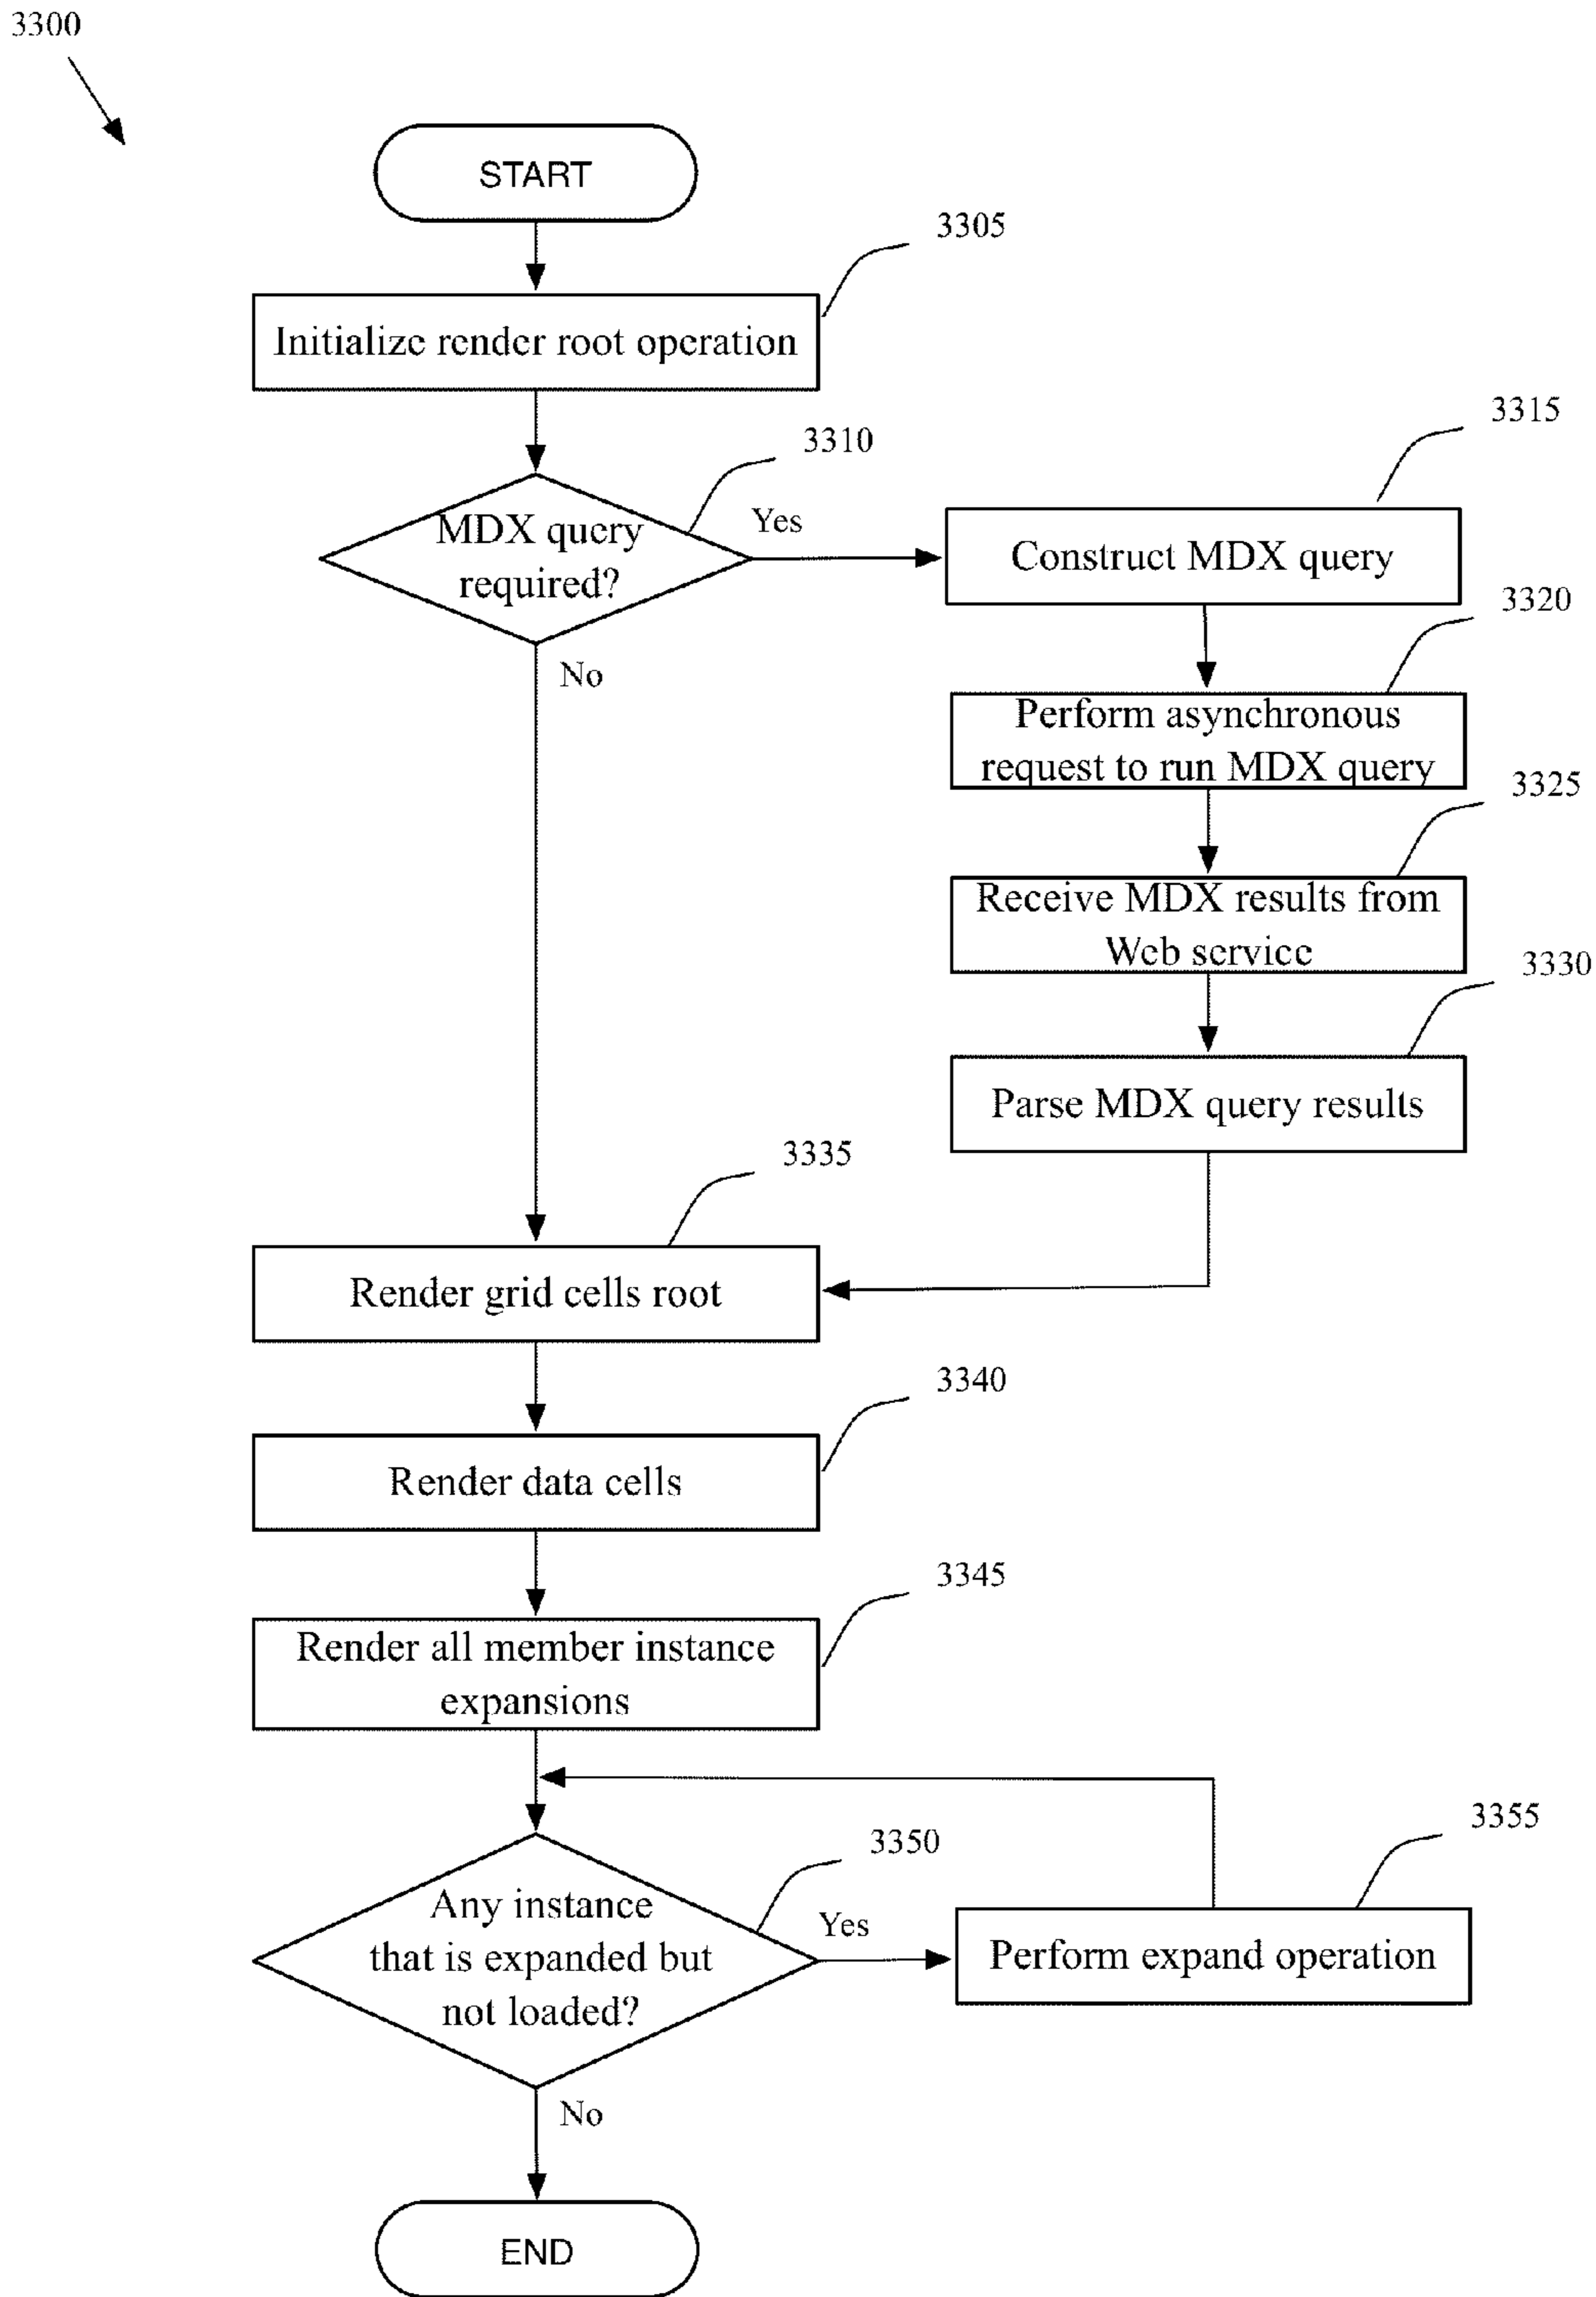 3300
START
3305
Initialize render root operation
3310
3315
MDX query
required?
Yes
Construct MDX query
No
3320
Perform asynchronous
request to run MDX query
3325
Receive MDX results from
Web service
3330
Parse MDX query results
3335
Render grid cells root
3340
Render data cells
3345
Render all member instance
expansions
3350
3355
Any instance
that is expanded but
not loaded?
Yes
Perform expand operation
No
END